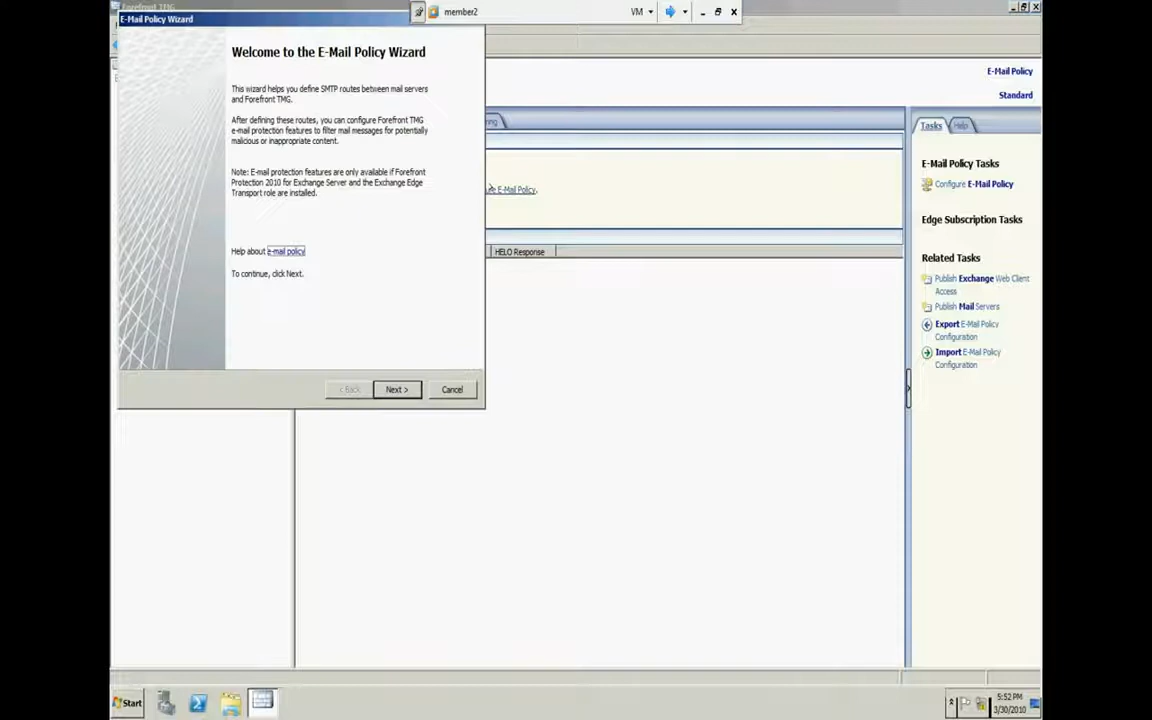 Forefront TMG
E-Mail Policy Wizard
member2
VM
Welcome to the E-Mail Policy Wizard
This wizard helps you define SMTP routes between mail servers
and Forefront TMG.
After defining these routes, you can configure Forefront TMG
e-mail protection features to filter mail messages for potentially
malicious or inappropriate content.
Note: E-mail protection features are only available if Forefront
Protection 2010 for Exchange Server and the Exchange Edge
Transport role are installed.
Help about e-mail policy
To continue, click Next.
< Back
Next >
Cancel
E-Mail Policy.
HELO Response
E-Mail Policy
Standard
Tasks
Help
E-Mail Policy Tasks
Configure E-Mail Policy
Edge Subscription Tasks
Related Tasks
Publish Exchange Web Client
Access
Publish Mail Servers
Export E-Mail Policy
Configuration
Import E-Mail Policy
Configuration
Start
5:52 PM
3/30/2010